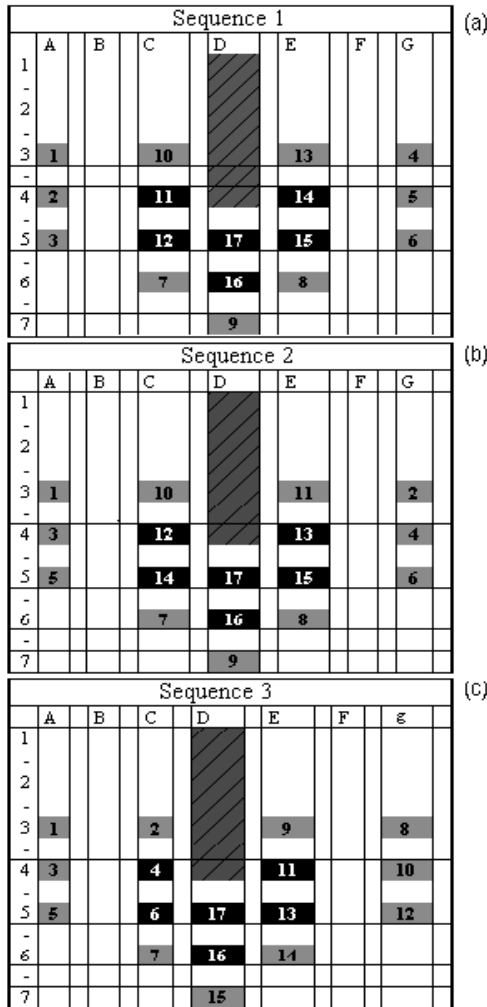 Sequence 1
(a)
A B C D E F G
1
-
2
-
3 1 10 13 4
-
4 2 11 14 5
-
5 3 12 17 15 6
-
6 7 16 8
-
7 9
Sequence 2
(b)
A B C D E F G
1
-
2
-
3 1 10 11 2
-
4 3 12 13 4
-
5 5 14 17 15 6
-
6 7 16 8
-
7 9
Sequence 3
(c)
A B C D E F g
1
-
2
-
3 1 2 9 8
-
4 3 4 11 10
-
5 5 6 17 13 12
-
6 7 16 14
-
7 15